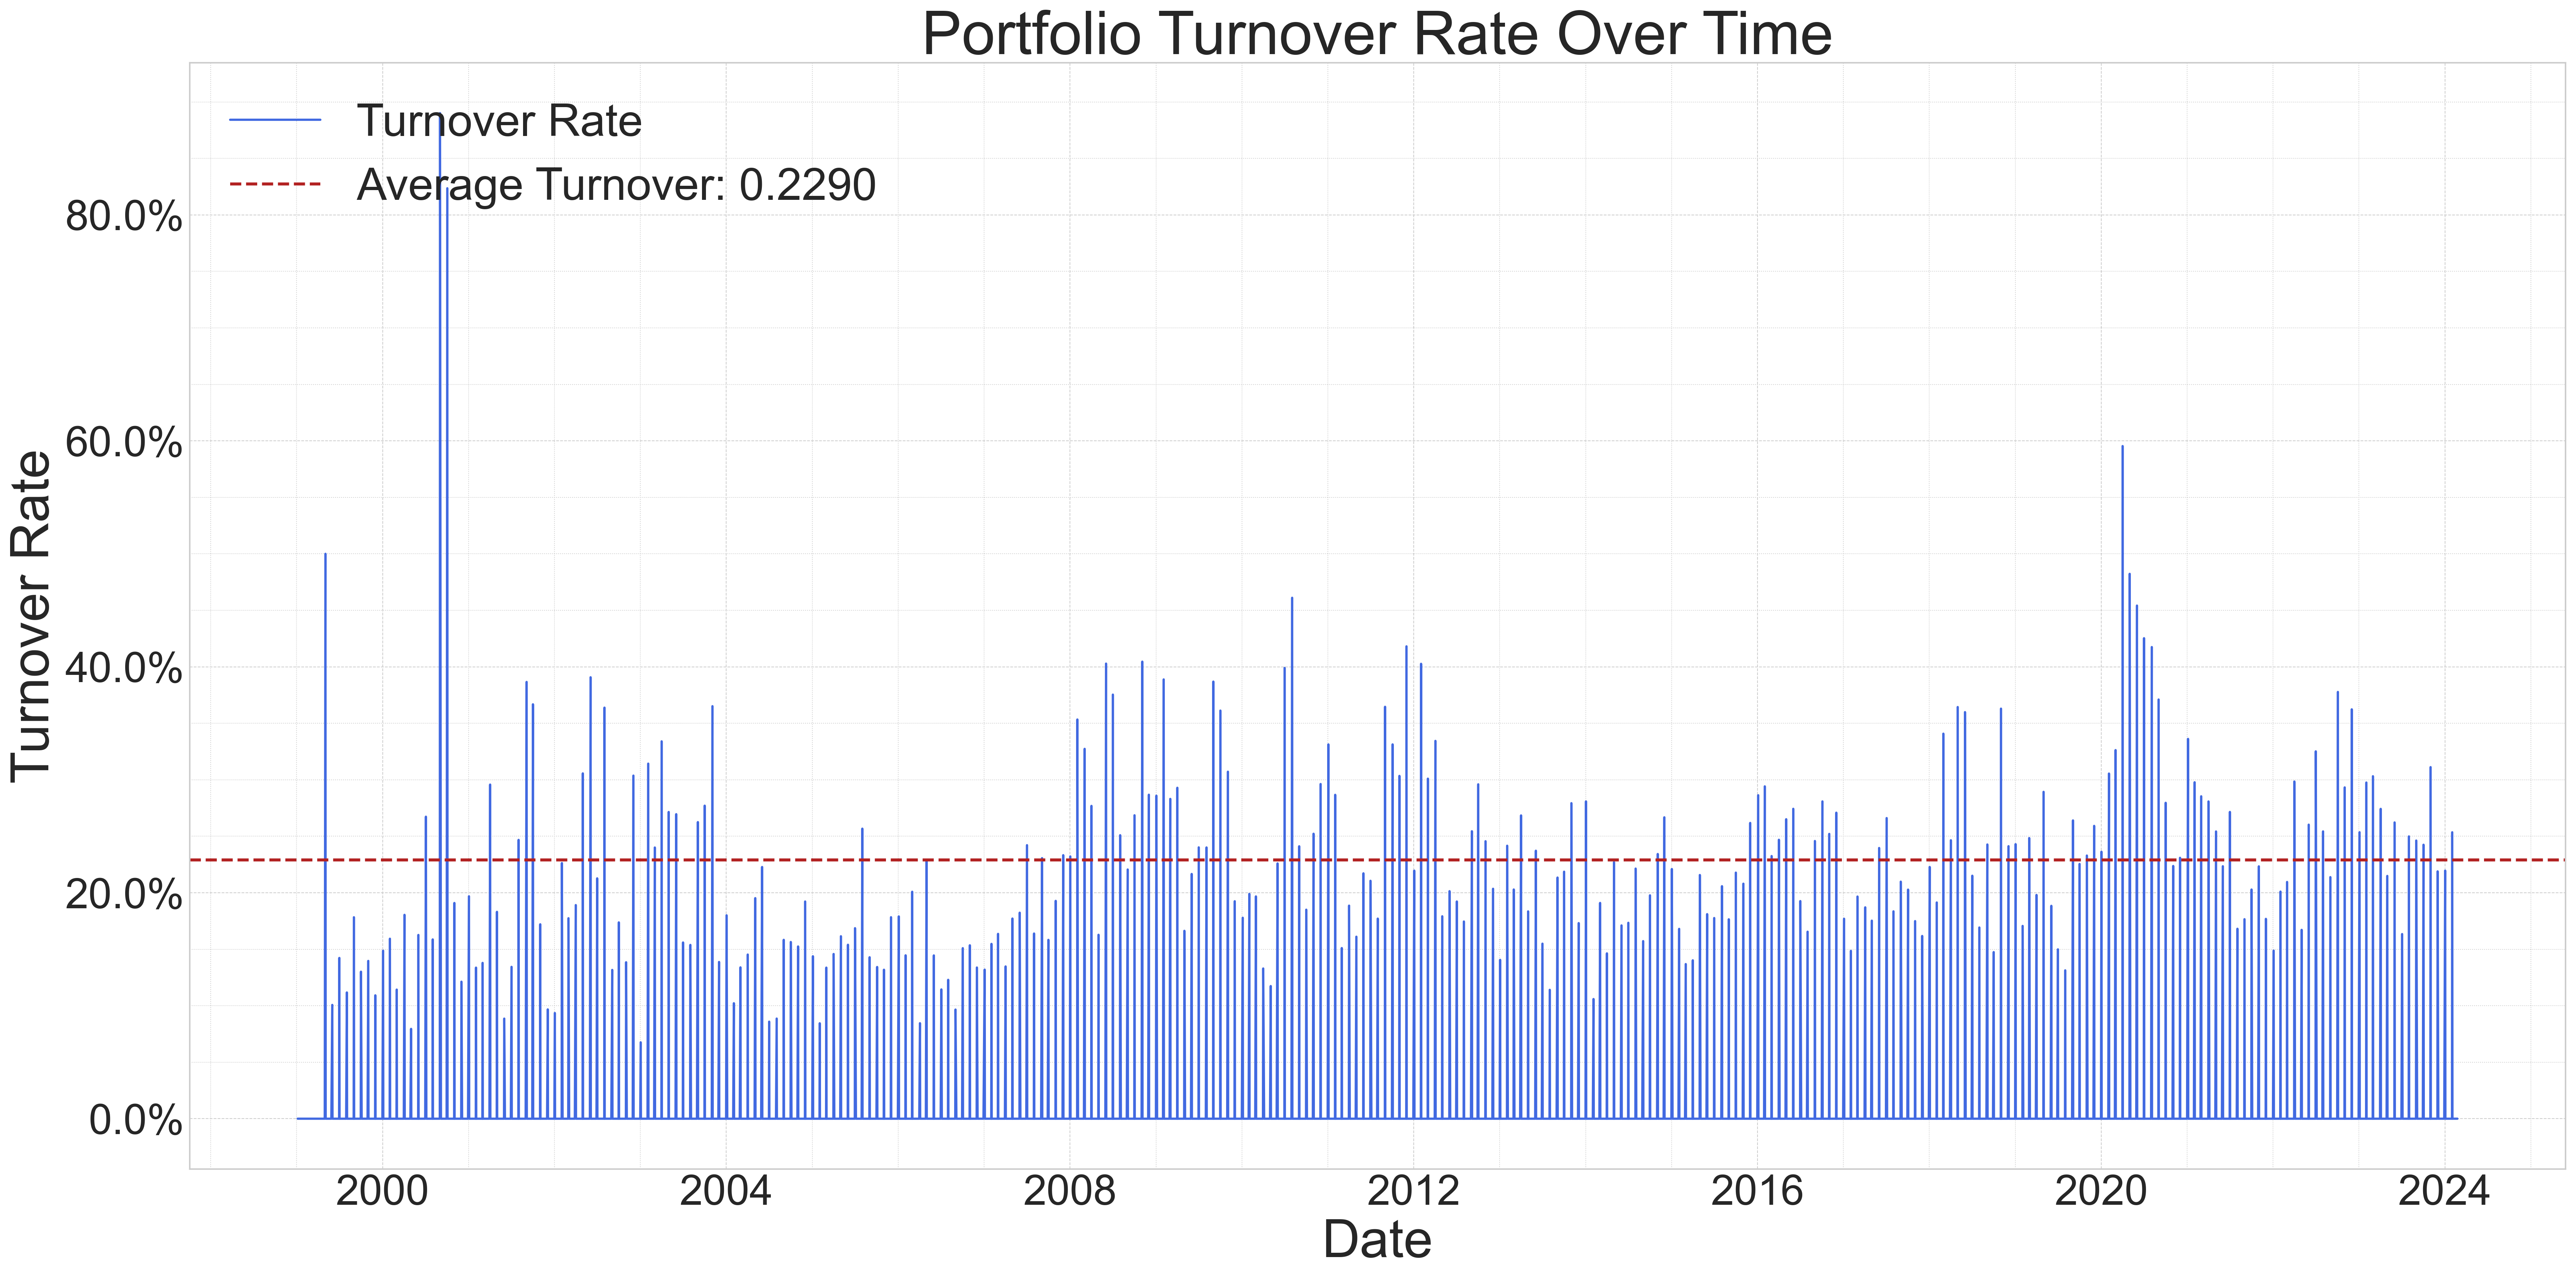 Portfolio Turnover Rate Over Time
Turnover Rate
Average Turnover: 0.2290
Turnover Rate
80.0%
60.0%
40.0%
20.0%
0.0%
2000 2004 2008 2012 2016 2020 2024
Date